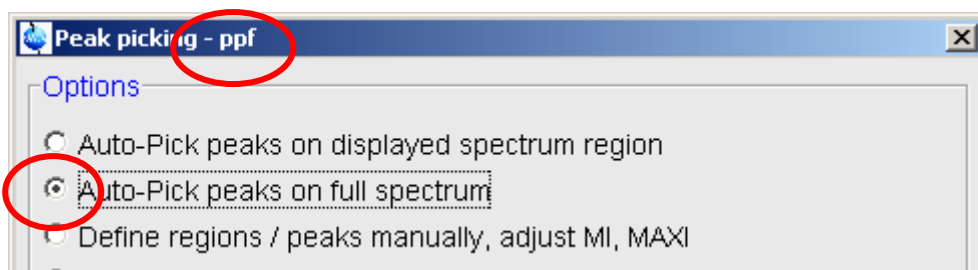 Peak picking - ppf
Options
Auto-Pick peaks on displayed spectrum region
Auto-Pick peaks on full spectrum
Define regions / peaks manually, adjust MI, MAXI